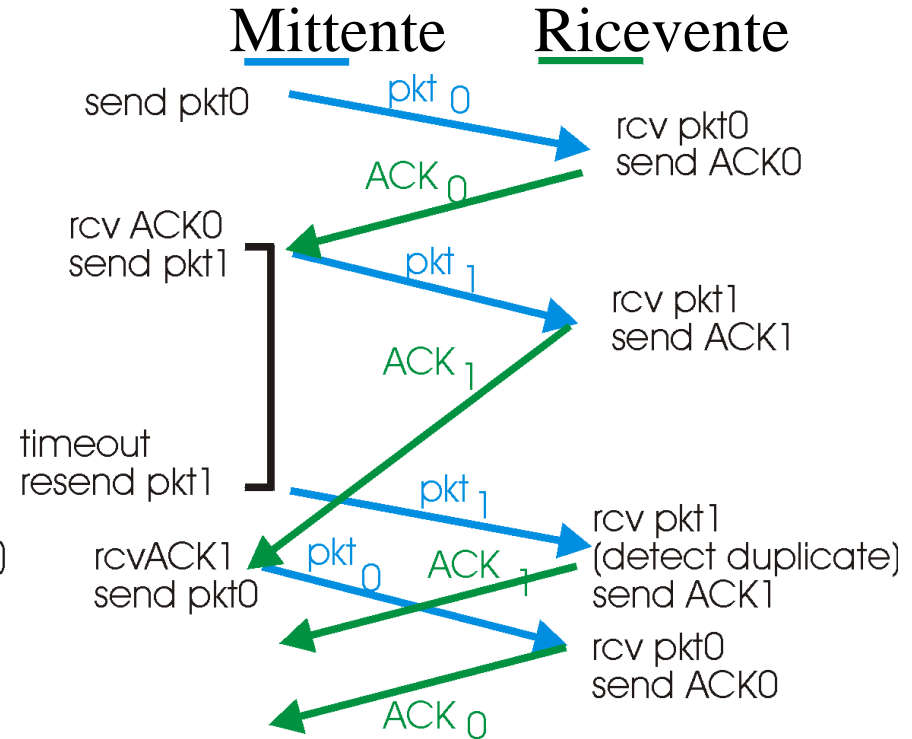 Mittente Ricevente
send pkt0
pkt 0
rcv pkt0
send ACK0
ACK 0
rcv ACK0
send pkt1
pkt 1
rcv pkt1
send ACK1
ACK 1
timeout
resend pkt1
pkt 1
rcv pkt1
(detect duplicate)
send ACK1
)
rcvACK1
send pkt0
pkt 0
ACK 1
rcv pkt0
send ACK0
ACK 0